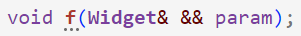 void f(Widget& && param);